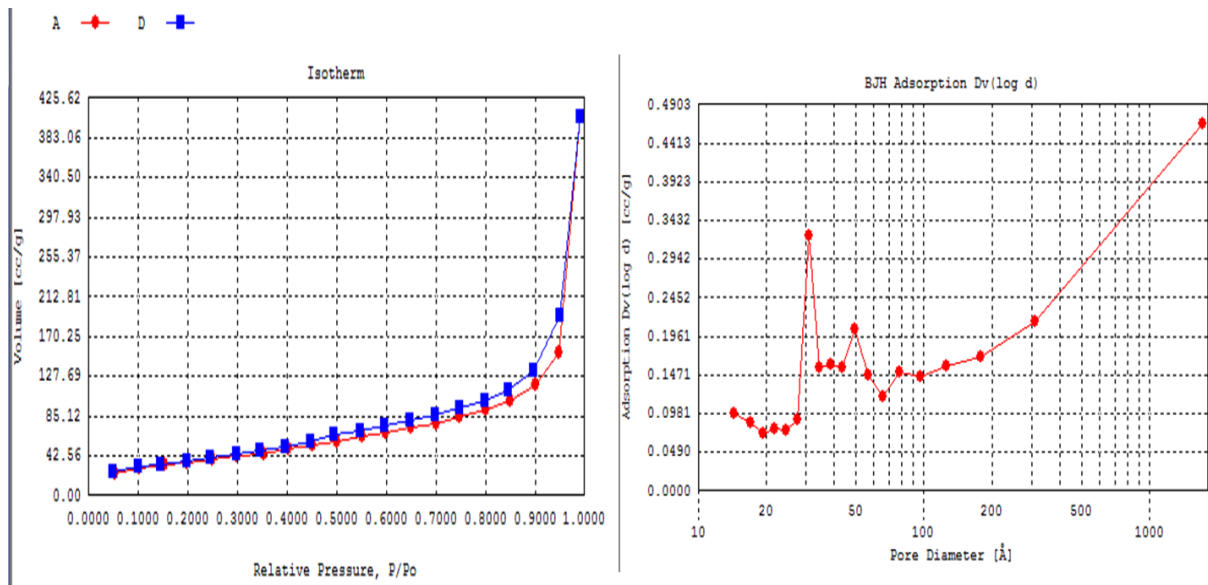 A D
Isotherm
425.62
383.06
340.50
297.93
255.37
212.81
170.25
127.69
85.12
42.56
0.00
Volume [cc/g]
0.0000 0.1000 0.2000 0.3000 0.4000 0.5000 0.6000 0.7000 0.8000 0.9000 1.0000
Relative Pressure, P/Po
BJH Adsorption Dv(log d)
0.4903
0.4413
0.3923
0.3432
0.2942
0.2452
0.1961
0.1471
0.0981
0.0490
0.0000
Adsorption Dv(log d) [cc/g]
10 20 50 100 200 500 1000
Pore Diameter [Å]